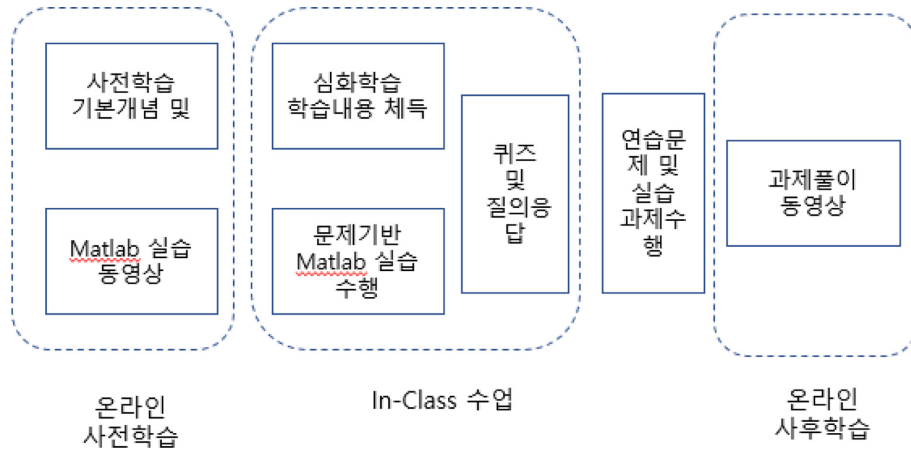 사전학습
기본개념 및
Matlab 실습
동영상
온라인
사전학습
심화학습
학습내용 체득
문제기반
Matlab 실습
수행
퀴즈
및
질의응
답
In-Class 수업
연습문
제 및
실습
과제수
행
과제풀이
동영상
온라인
사후학습